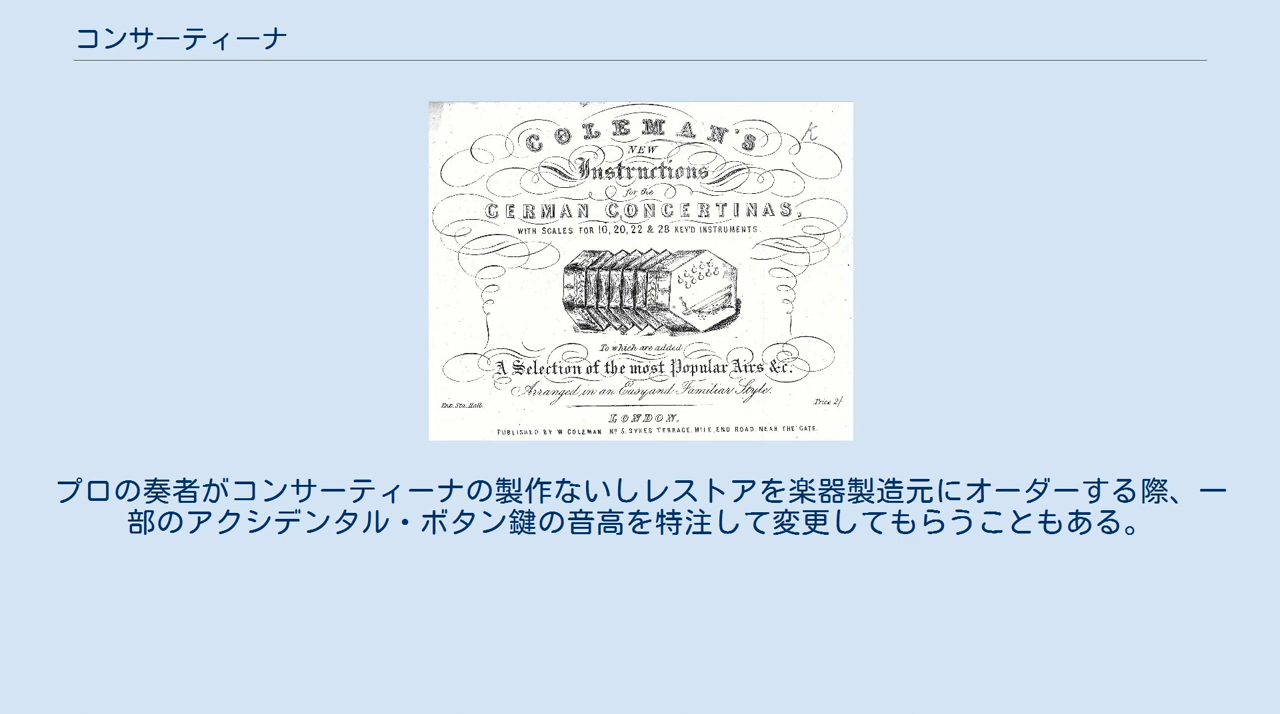 コンサーティーナ
COLEMAN'S
k
NEW
Instructions
for the
GERMAN CONCERTINAS,
WITH SCALES FOR 10, 20, 22 & 28 KEY'D INSTRUMENTS.
To which are added
A Selection of the most Popular Airs &c.
Arranged in an Easy and Familiar Style.
Ent. Sta. Hall.
Price 2/
LONDON,
PUBLISHED BY W COLEMAN Nº 5, SYKES TERRACE, MILE END ROAD NEAR THE GATE.
プロの奏者がコンサーティーナの製作ないしレストアを楽器製造元にオーダーする際、一
部のアクシデンタル・ボタン鍵の音高を特注して変更してもらうこともある。